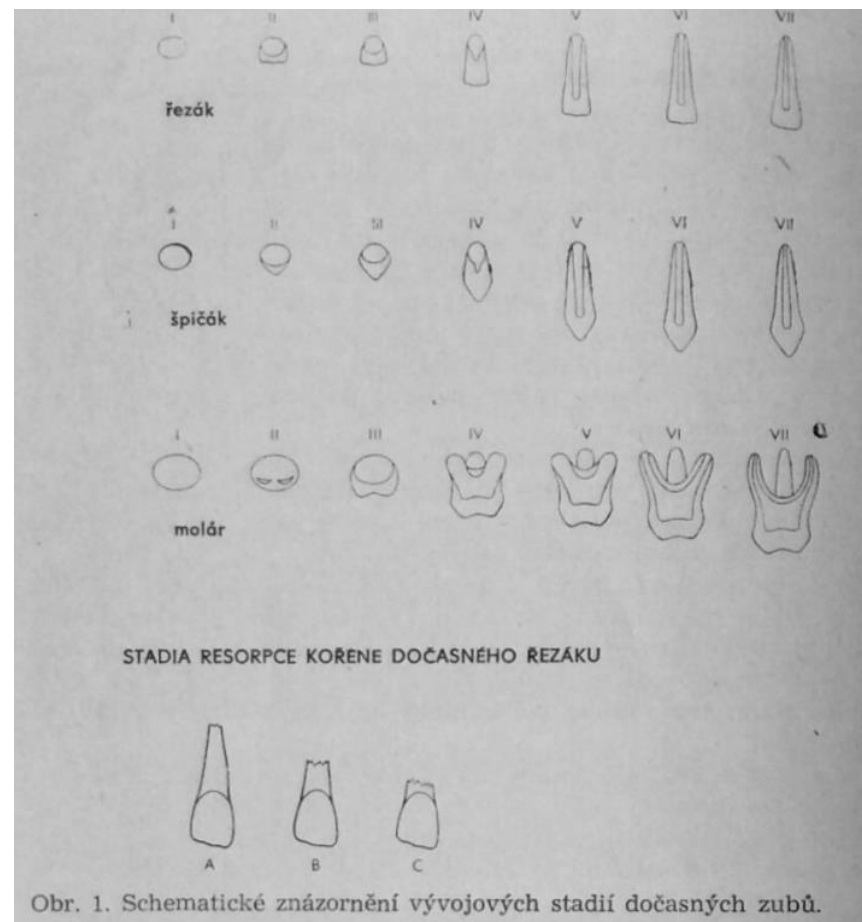 I II III IV V VI VII
řezák
I II III IV V VI VII
špičák
I II III IV V VI VII
molár
STADIA RESORPCE KOŘENE DOČASNÉHO ŘEZÁKU
A B C
Obr. 1. Schematické znázornění vývojových stadií dočasných zubů.